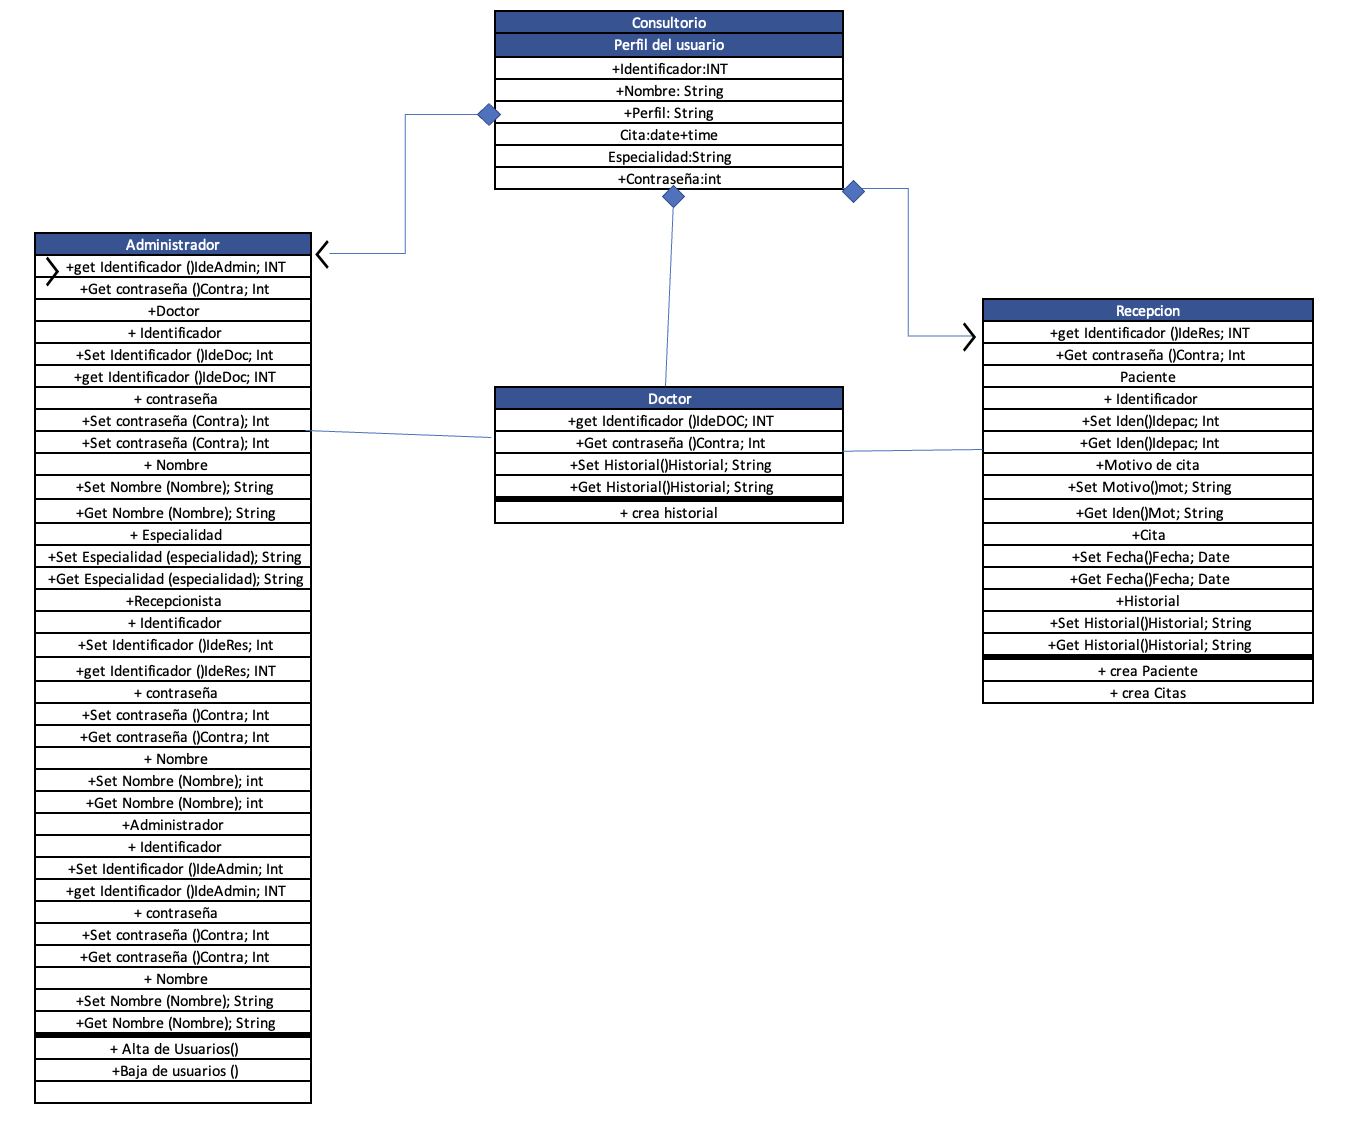 Consultorio
Perfil del usuario
+Identificador:INT
+Nombre: String
+Perfil: String
Cita:date+time
Especialidad:String
+Contraseña:int
Administrador
+get Identificador ()IdeAdmin; INT
+Get contraseña ()Contra; Int
+Doctor
+ Identificador
+Set Identificador ()IdeDoc; Int
+get Identificador ()IdeDoc; INT
+ contraseña
+Set contraseña (Contra); Int
+Set contraseña (Contra); Int
+ Nombre
+Set Nombre (Nombre); String
+Get Nombre (Nombre); String
+ Especialidad
+Set Especialidad (especialidad); String
+Get Especialidad (especialidad); String
+Recepcionista
+ Identificador
+Set Identificador ()IdeRes; Int
+get Identificador ()IdeRes; INT
+ contraseña
+Set contraseña ()Contra; Int
+Get contraseña ()Contra; Int
+ Nombre
+Set Nombre (Nombre); int
+Get Nombre (Nombre); int
+Administrador
+ Identificador
+Set Identificador ()IdeAdmin; Int
+get Identificador ()IdeAdmin; INT
+ contraseña
+Set contraseña ()Contra; Int
+Get contraseña ()Contra; Int
+ Nombre
+Set Nombre (Nombre); String
+Get Nombre (Nombre); String
+ Alta de Usuarios()
+Baja de usuarios ()
Doctor
+get Identificador ()IdeDOC; INT
+Get contraseña ()Contra; Int
+Set Historial()Historial; String
+Get Historial()Historial; String
+ crea historial
Recepcion
+get Identificador ()IdeRes; INT
+Get contraseña ()Contra; Int
Paciente
+ Identificador
+Set Iden()Idepac; Int
+Get Iden()Idepac; Int
+Motivo de cita
+Set Motivo()mot; String
+Get Iden()Mot; String
+Cita
+Set Fecha()Fecha; Date
+Get Fecha()Fecha; Date
+Historial
+Set Historial()Historial; String
+Get Historial()Historial; String
+ crea Paciente
+ crea Citas